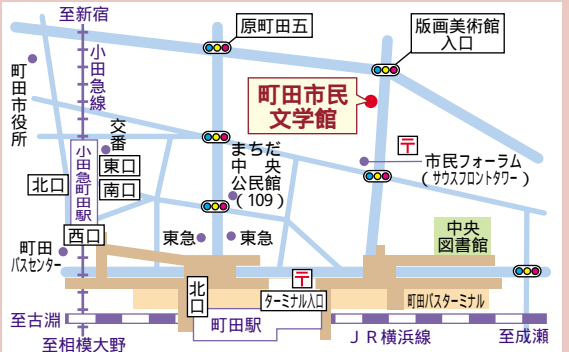 至新宿
原町田五
版画美術館
入口
小田急線
町田市役所
町田市民
文学館
交番
〒
まちだ
中央
公民館
(109)
市民フォーラム
(サウスフロントタワー)
小田急町田駅
東口
南口
北口
西口
東急
東急
中央
図書館
町田
バスセンター
〒
北口
ターミナル入口
町田バスターミナル
至古淵
町田駅
JR横浜線
至成瀬
至相模大野